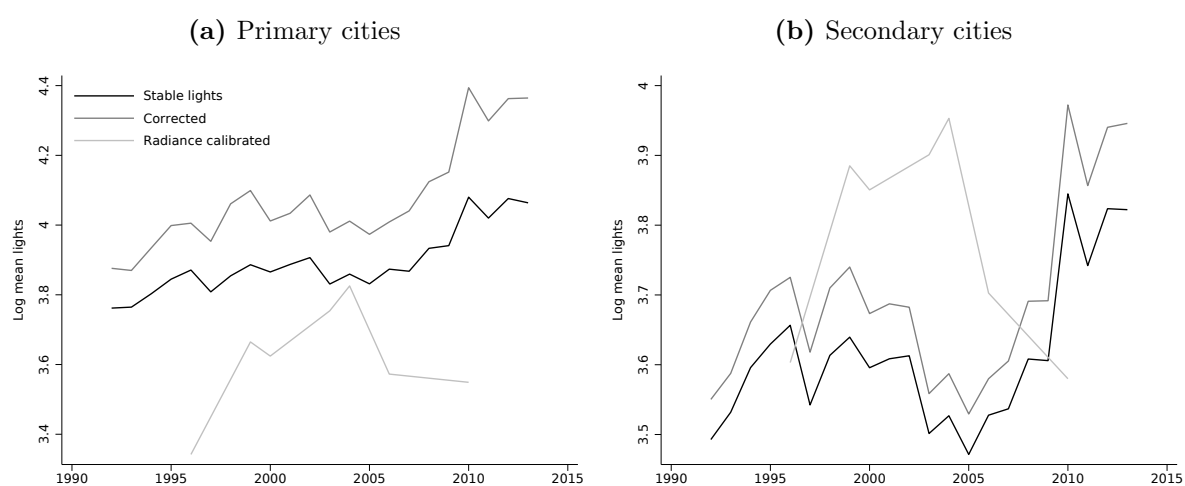 (a) Primary cities
Log mean lights
4.4
4.2
4
3.8
3.6
3.4
Stable lights
Corrected
Radiance calibrated
1990 1995 2000 2005 2010 2015
(b) Secondary cities
Log mean lights
4
3.9
3.8
3.7
3.6
3.5
1990 1995 2000 2005 2010 2015